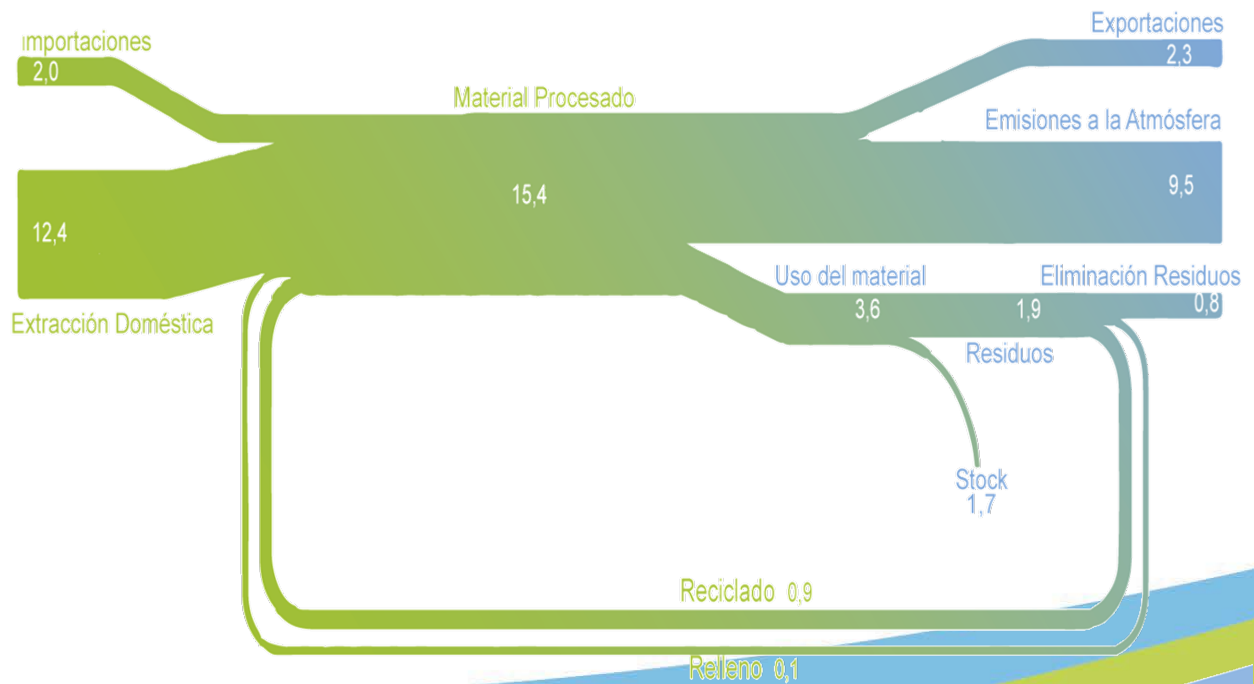 Importaciones
2,0
Exportaciones
2,3
Material Procesado
Emisiones a la Atmósfera
15,4
9,5
12,4
Extracción Doméstica
Uso del material
3,6
Eliminación Residuos
1,9
0,8
Residuos
Stock
1,7
Reciclado 0,9
Relleno 0,1